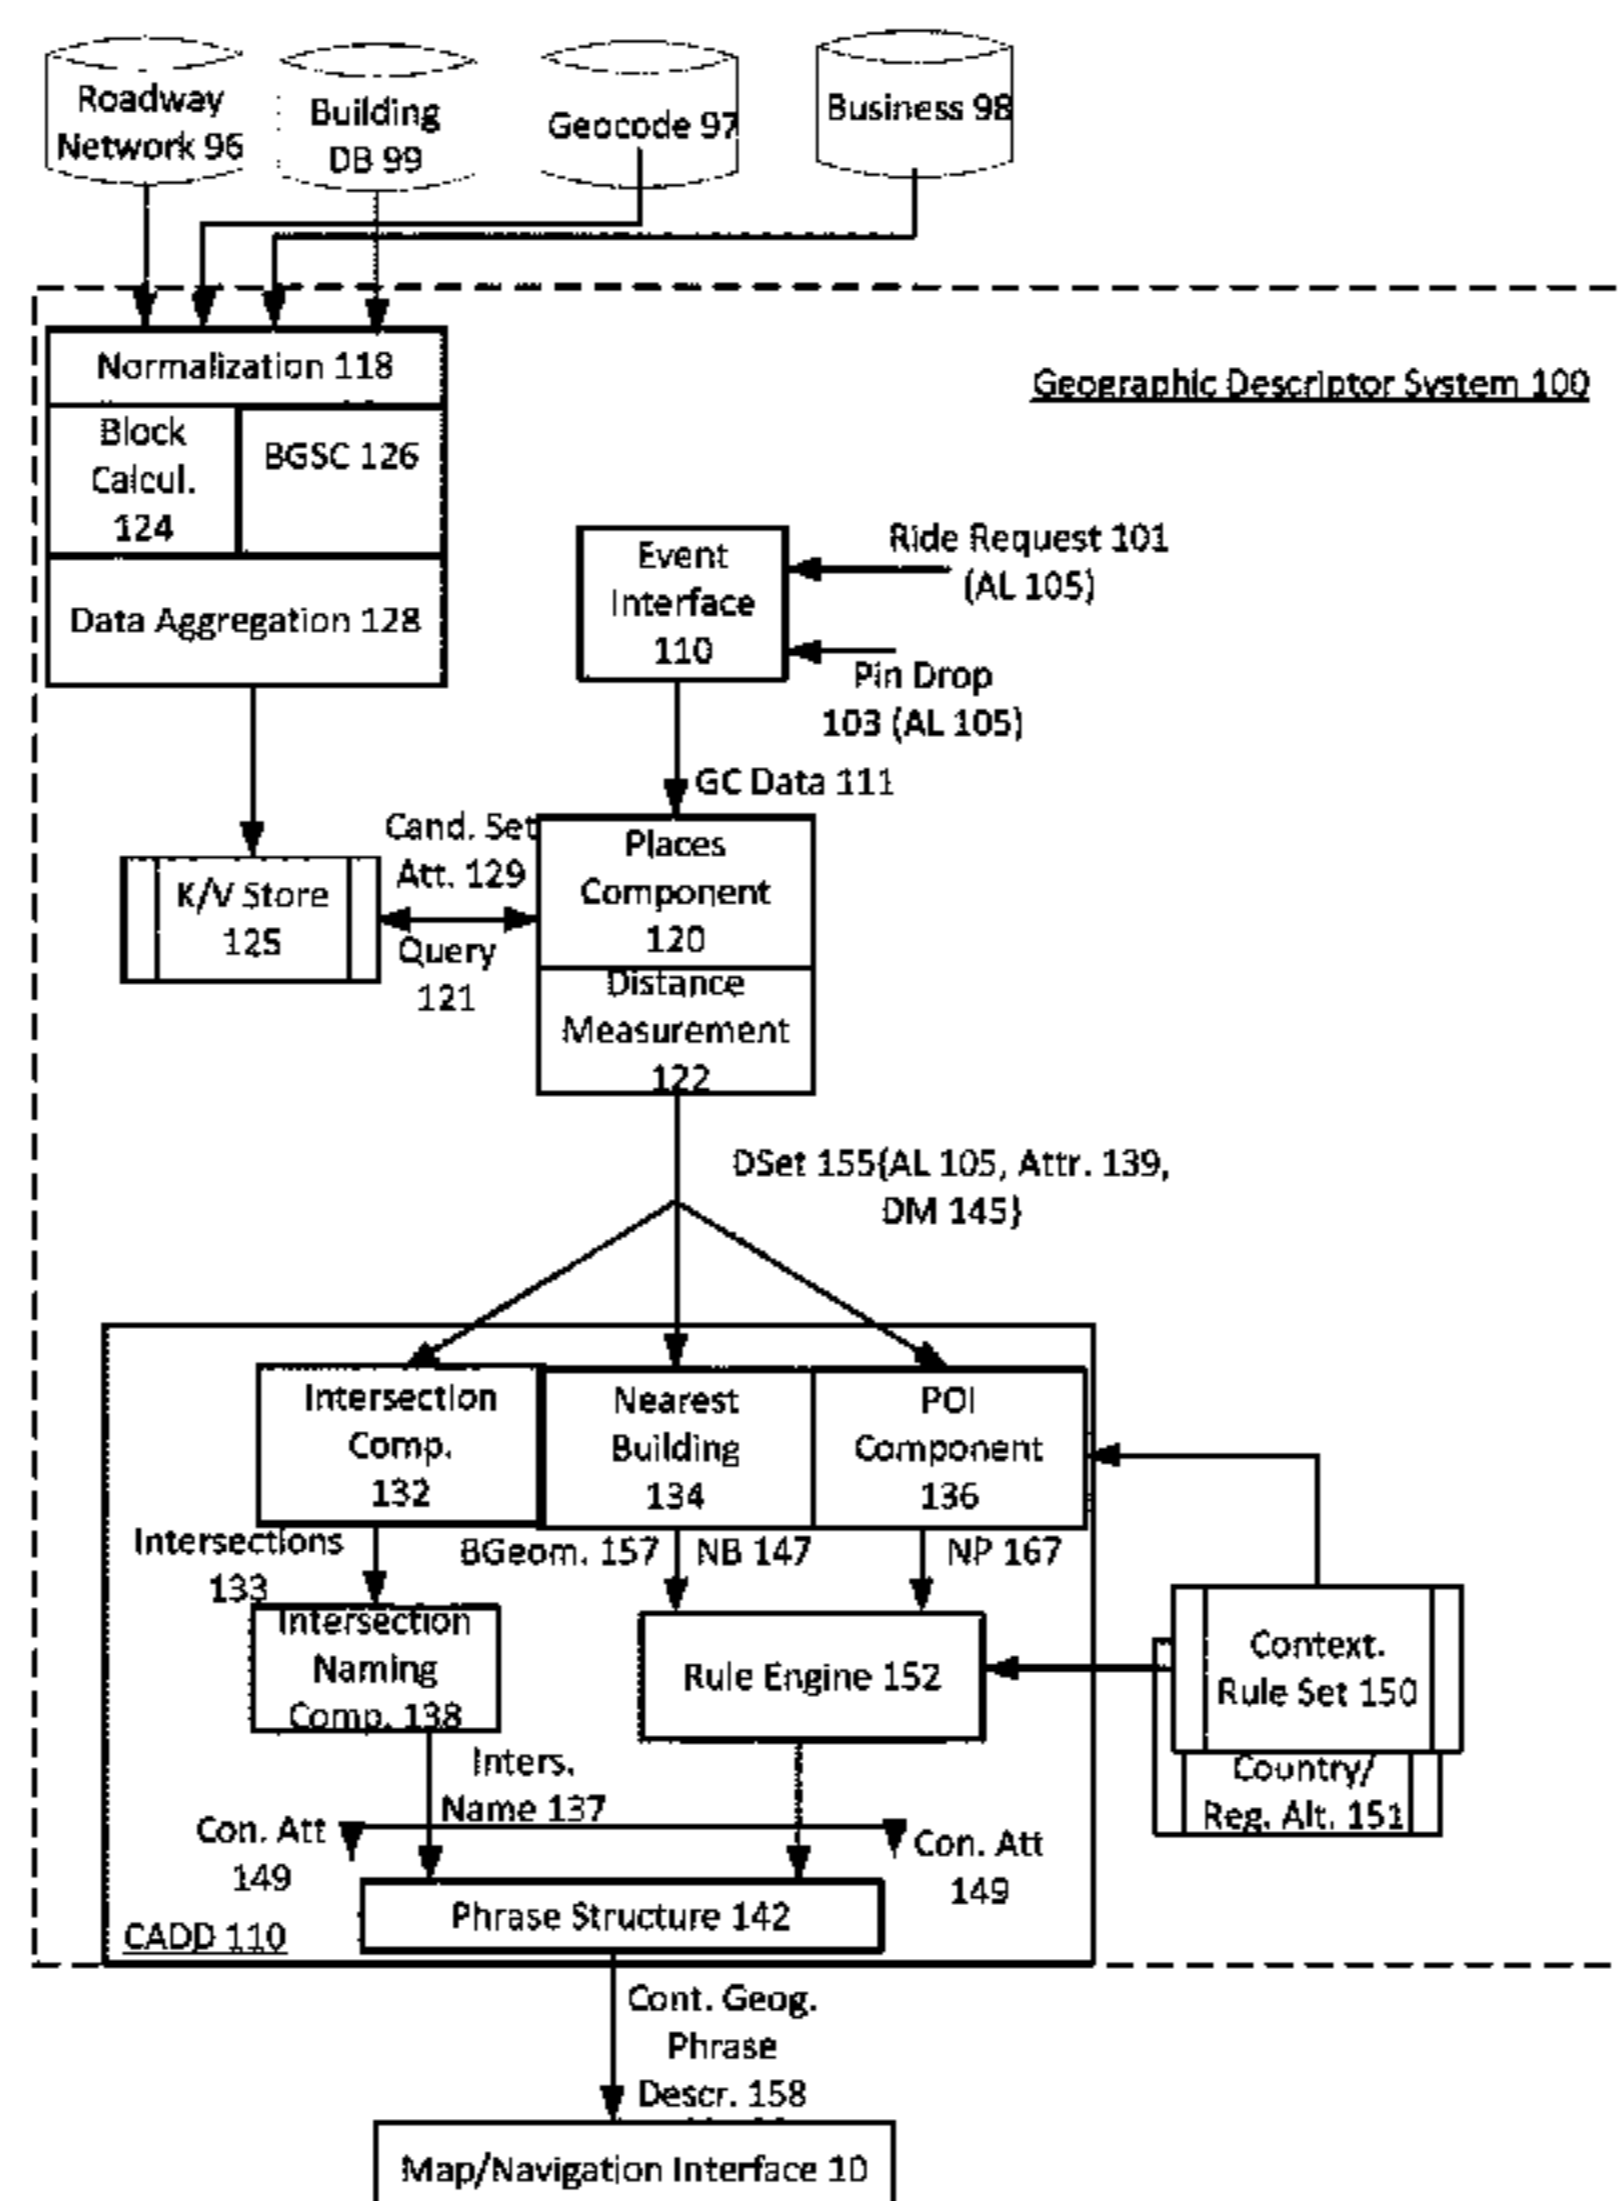 Roadway
Network 96
Building
DB 99
Geocode 97
Business 98
Normalization 118
Geographic Descriptor System 100
Block
Calcul.
124
BGSC 126
Data Aggregation 128
Event
Interface
110
Ride Request 101
(AL 105)
Pin Drop
103 (AL 105)
GC Data 111
Cand. Set
Att. 129
K/V Store
125
Query
121
Places
Component
120
Distance
Measurement
122
DSet 155{AL 105, Attr. 139,
DM 145}
Intersection
Comp.
132
Nearest
Building
134
POI
Component
136
Intersections
133
BGeom. 157
NB 147
NP 167
Intersection
Naming
Comp. 138
Rule Engine 152
Context.
Rule Set 150
Country/
Reg. Alt. 151
Inters.
Name 137
Con. Att
149
Con. Att
149
Phrase Structure 142
CADD 110
Cont. Geog.
Phrase
Descr. 158
Map/Navigation Interface 10